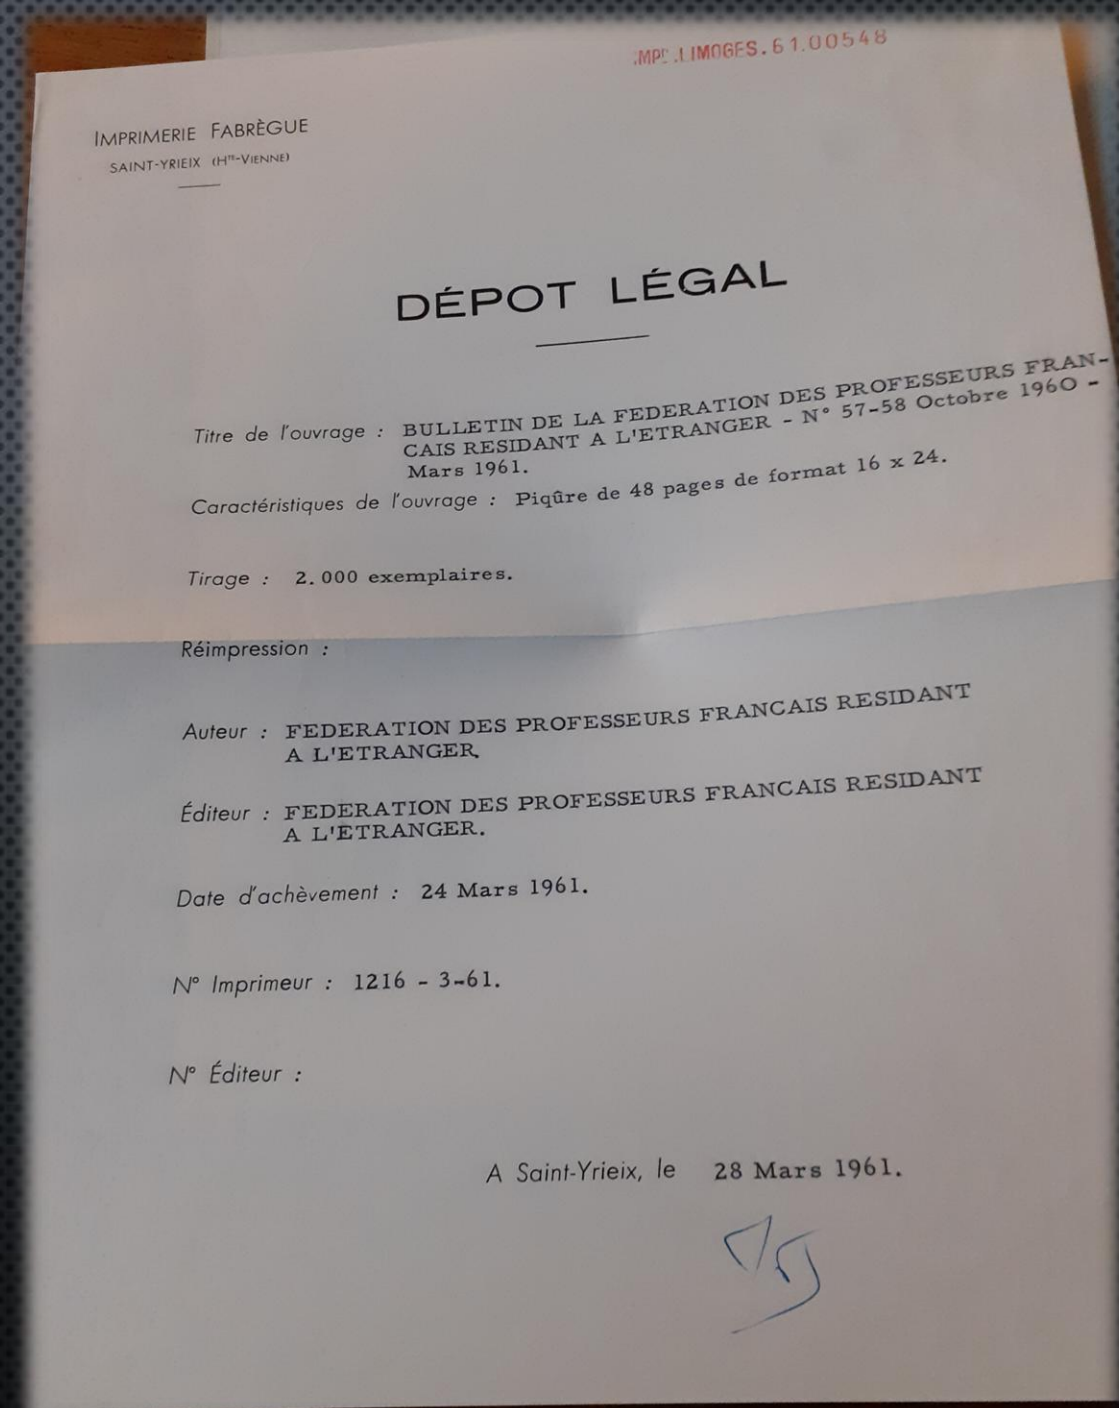 IMPR.LIMOGES.61.00548
IMPRIMERIE FABRÈGUE
SAINT-YRIEIX (Hte-VIENNE)
DÉPOT LÉGAL
Titre de l'ouvrage : BULLETIN DE LA FEDERATION DES PROFESSEURS FRAN-
CAIS RESIDANT A L'ETRANGER - N° 57-58 Octobre 1960 -
Mars 1961.
Caractéristiques de l'ouvrage : Piqûre de 48 pages de format 16 x 24.
Tirage : 2.000 exemplaires.
Réimpression :
Auteur : FEDERATION DES PROFESSEURS FRANCAIS RESIDANT
A L'ETRANGER.
Éditeur : FEDERATION DES PROFESSEURS FRANCAIS RESIDANT
A L'ETRANGER.
Date d'achèvement : 24 Mars 1961.
N° Imprimeur : 1216 - 3-61.
N° Éditeur :
A Saint-Yrieix, le 28 Mars 1961.